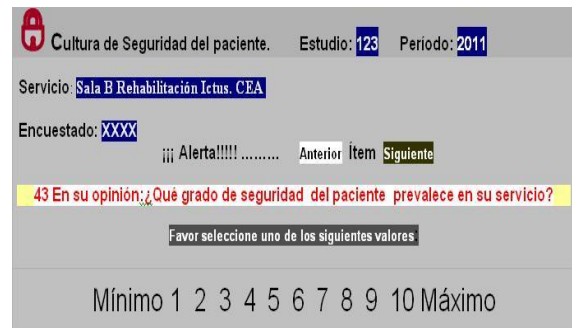 Cultura de Seguridad del paciente. Estudio: 123 Período: 2011
Servicio: Sala B Rehabilitación Ictus. CEA
Encuestado: XXXX
¡¡¡ Alerta!!!!! ......... Anterior Ítem Siguiente
43 En su opinión:¿Qué grado de seguridad del paciente prevalece en su servicio?
Favor seleccione uno de los siguientes valores:
Mínimo 1 2 3 4 5 6 7 8 9 10 Máximo